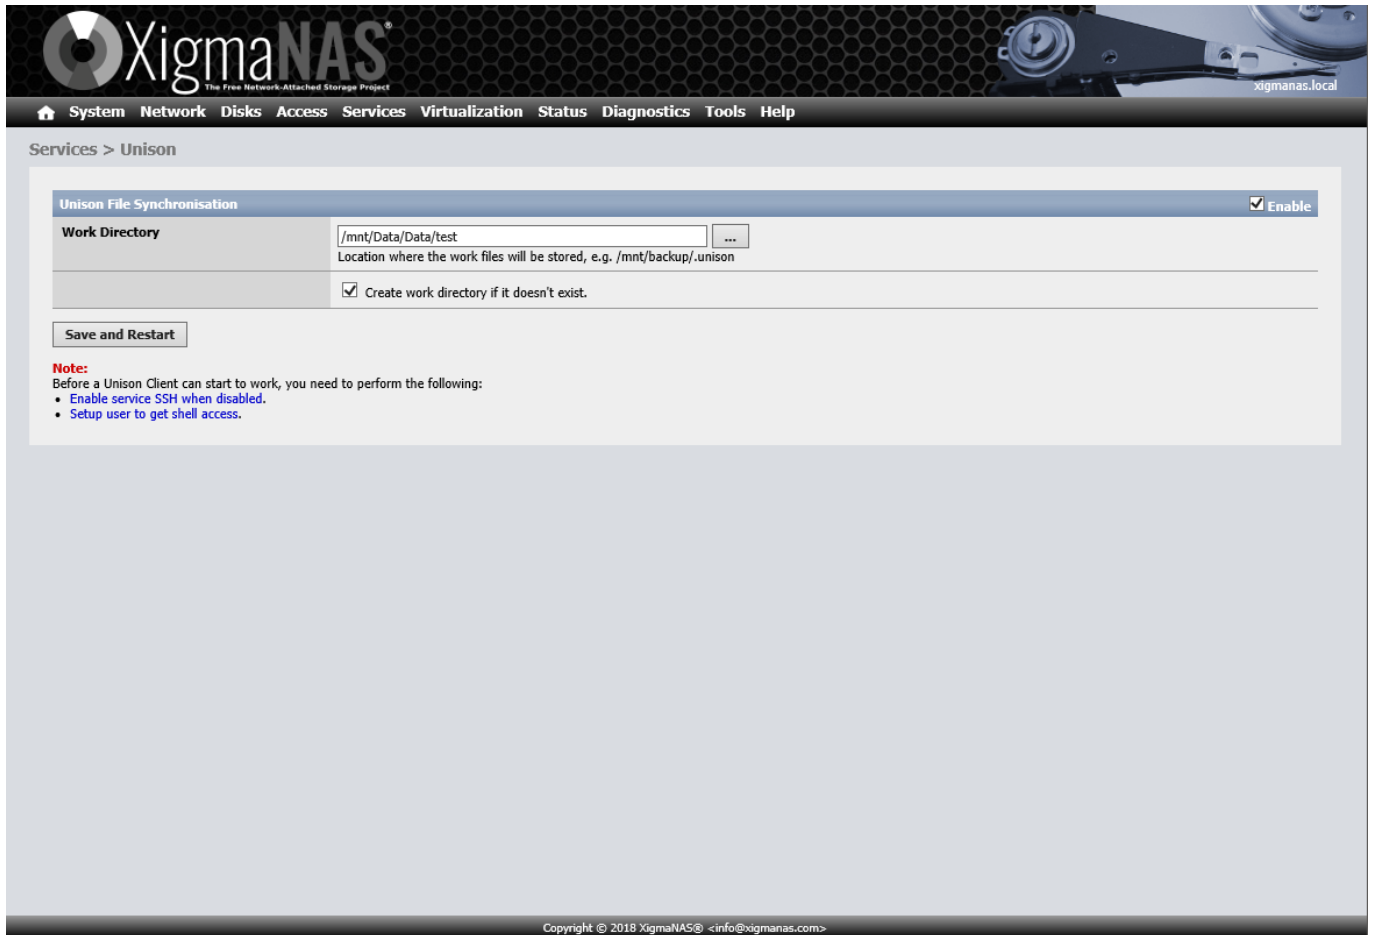 XigmaNAS®
The Free Network-Attached Storage Project
xigmanas.local
System Network Disks Access Services Virtualization Status Diagnostics Tools Help
Services > Unison
Unison File Synchronisation Enable
Work Directory /mnt/Data/Data/test ...
Location where the work files will be stored, e.g. /mnt/backup/.unison
Create work directory if it doesn't exist.
Save and Restart
Note:
Before a Unison Client can start to work, you need to perform the following:
• Enable service SSH when disabled.
• Setup user to get shell access.
Copyright © 2018 XigmaNAS® <info@xigmanas.com>